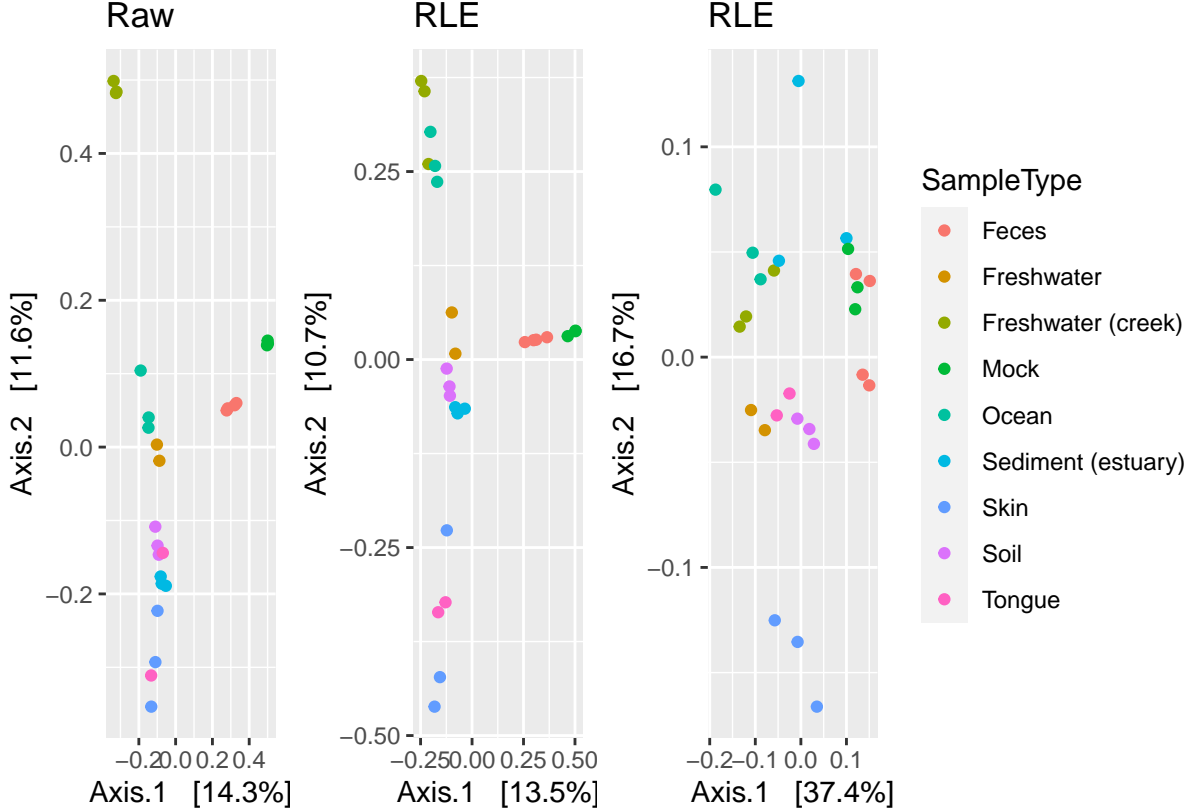 Raw
RLE
RLE
Axis.2 [11.6%]
0.4
0.2
0.0
−0.2
−0.2 0.0 0.2 0.4
Axis.1 [14.3%]
Axis.2 [10.7%]
0.25
0.00
−0.25
−0.50
−0.25 0.00 0.25 0.50
Axis.1 [13.5%]
Axis.2 [16.7%]
0.1
0.0
−0.1
−0.2 −0.1 0.0 0.1
Axis.1 [37.4%]
SampleType
Feces
Freshwater
Freshwater (creek)
Mock
Ocean
Sediment (estuary)
Skin
Soil
Tongue